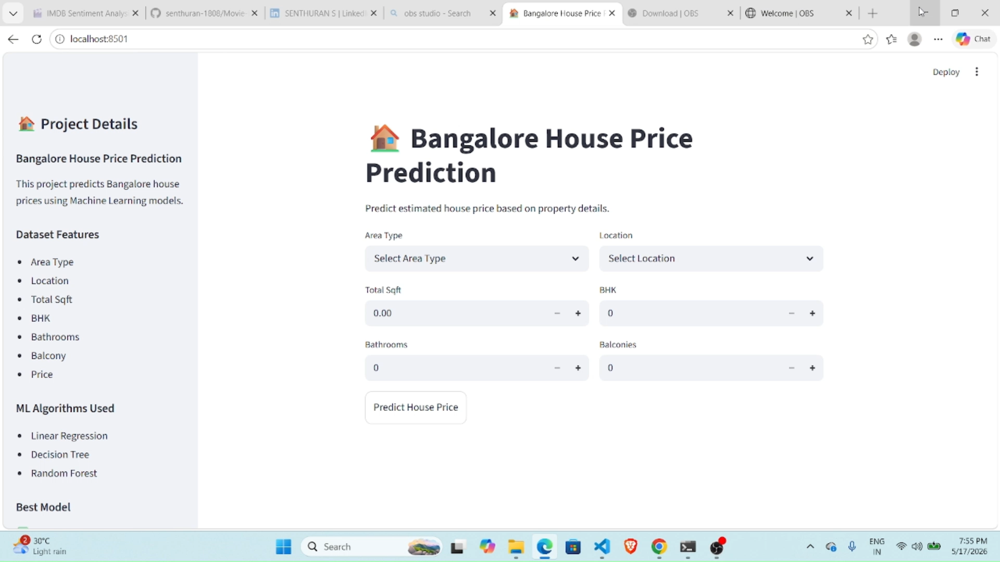 IMDB Sentiment Analys
senthuran-1808/Movie-
SENTHURAN S | LinkedI
obs studio - Search
Bangalore House Price P
Download | OBS
Welcome | OBS
localhost:8501
Chat
Deploy
Project Details
Bangalore House Price Prediction
This project predicts Bangalore house
prices using Machine Learning models.
Dataset Features
• Area Type
• Location
• Total Sqft
• BHK
• Bathrooms
• Balcony
• Price
ML Algorithms Used
• Linear Regression
• Decision Tree
• Random Forest
Best Model
Bangalore House Price
Prediction
Predict estimated house price based on property details.
Area Type
Location
Select Area Type
Select Location
Total Sqft
BHK
0.00
0
Bathrooms
Balconies
0
0
Predict House Price
2
30°C
Light rain
Search
ENG
IN
7:55 PM
5/17/2026